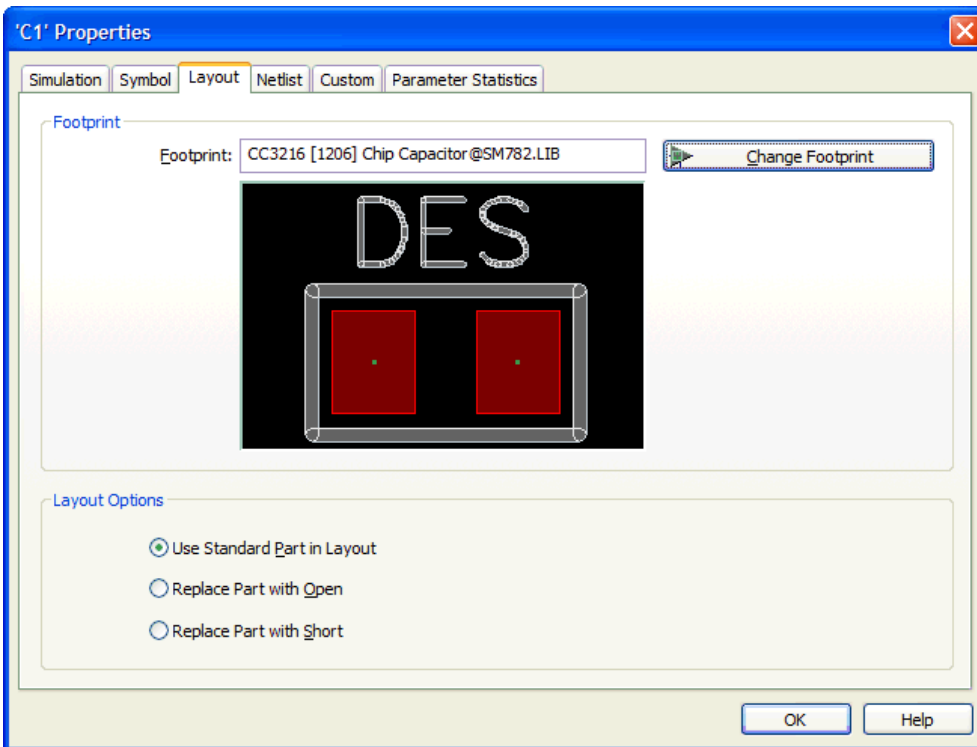 'C1' Properties
Simulation Symbol Layout Netlist Custom Parameter Statistics
Footprint
Footprint: CC3216 [1206] Chip Capacitor@SM782.LIB Change Footprint
DES
Layout Options
Use Standard Part in Layout
Replace Part with Open
Replace Part with Short
OK Help